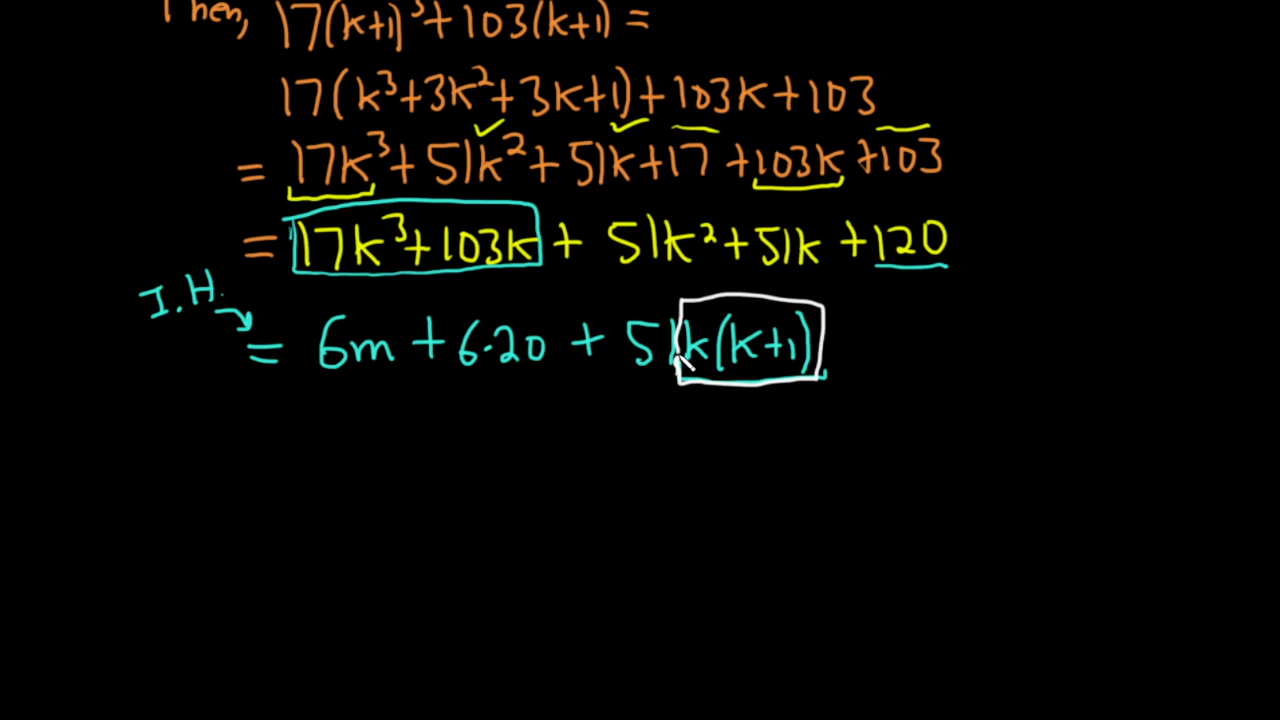 Then, 17(k+1)³+103(k+1) =
17(k³+3k²+3k+1)+103k+103
= 17k³+51k²+51k+17+103k+103
= 17k³+103k + 51k²+51k+120
I.H.
= 6m + 6·20 + 51k(k+1)